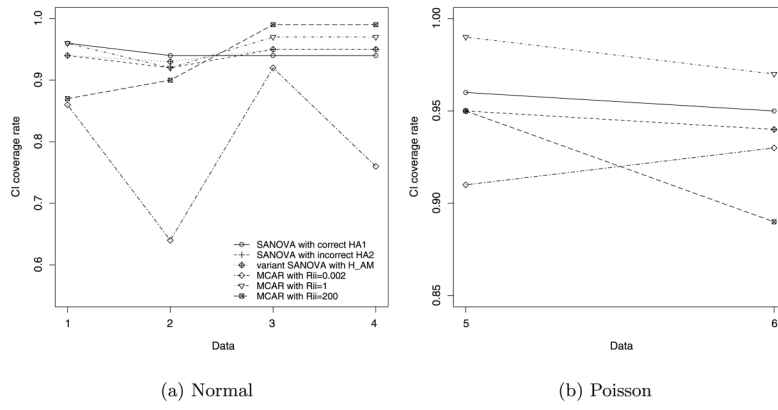 1.0
0.9
0.8
0.7
0.6
CI coverage rate
1 2 3 4
Data
SANOVA with correct HA1
SANOVA with incorrect HA2
variant SANOVA with H_AM
MCAR with Rii=0.002
MCAR with Rii=1
MCAR with Rii=200
(a) Normal
1.00
0.95
0.90
0.85
CI coverage rate
5 6
Data
(b) Poisson